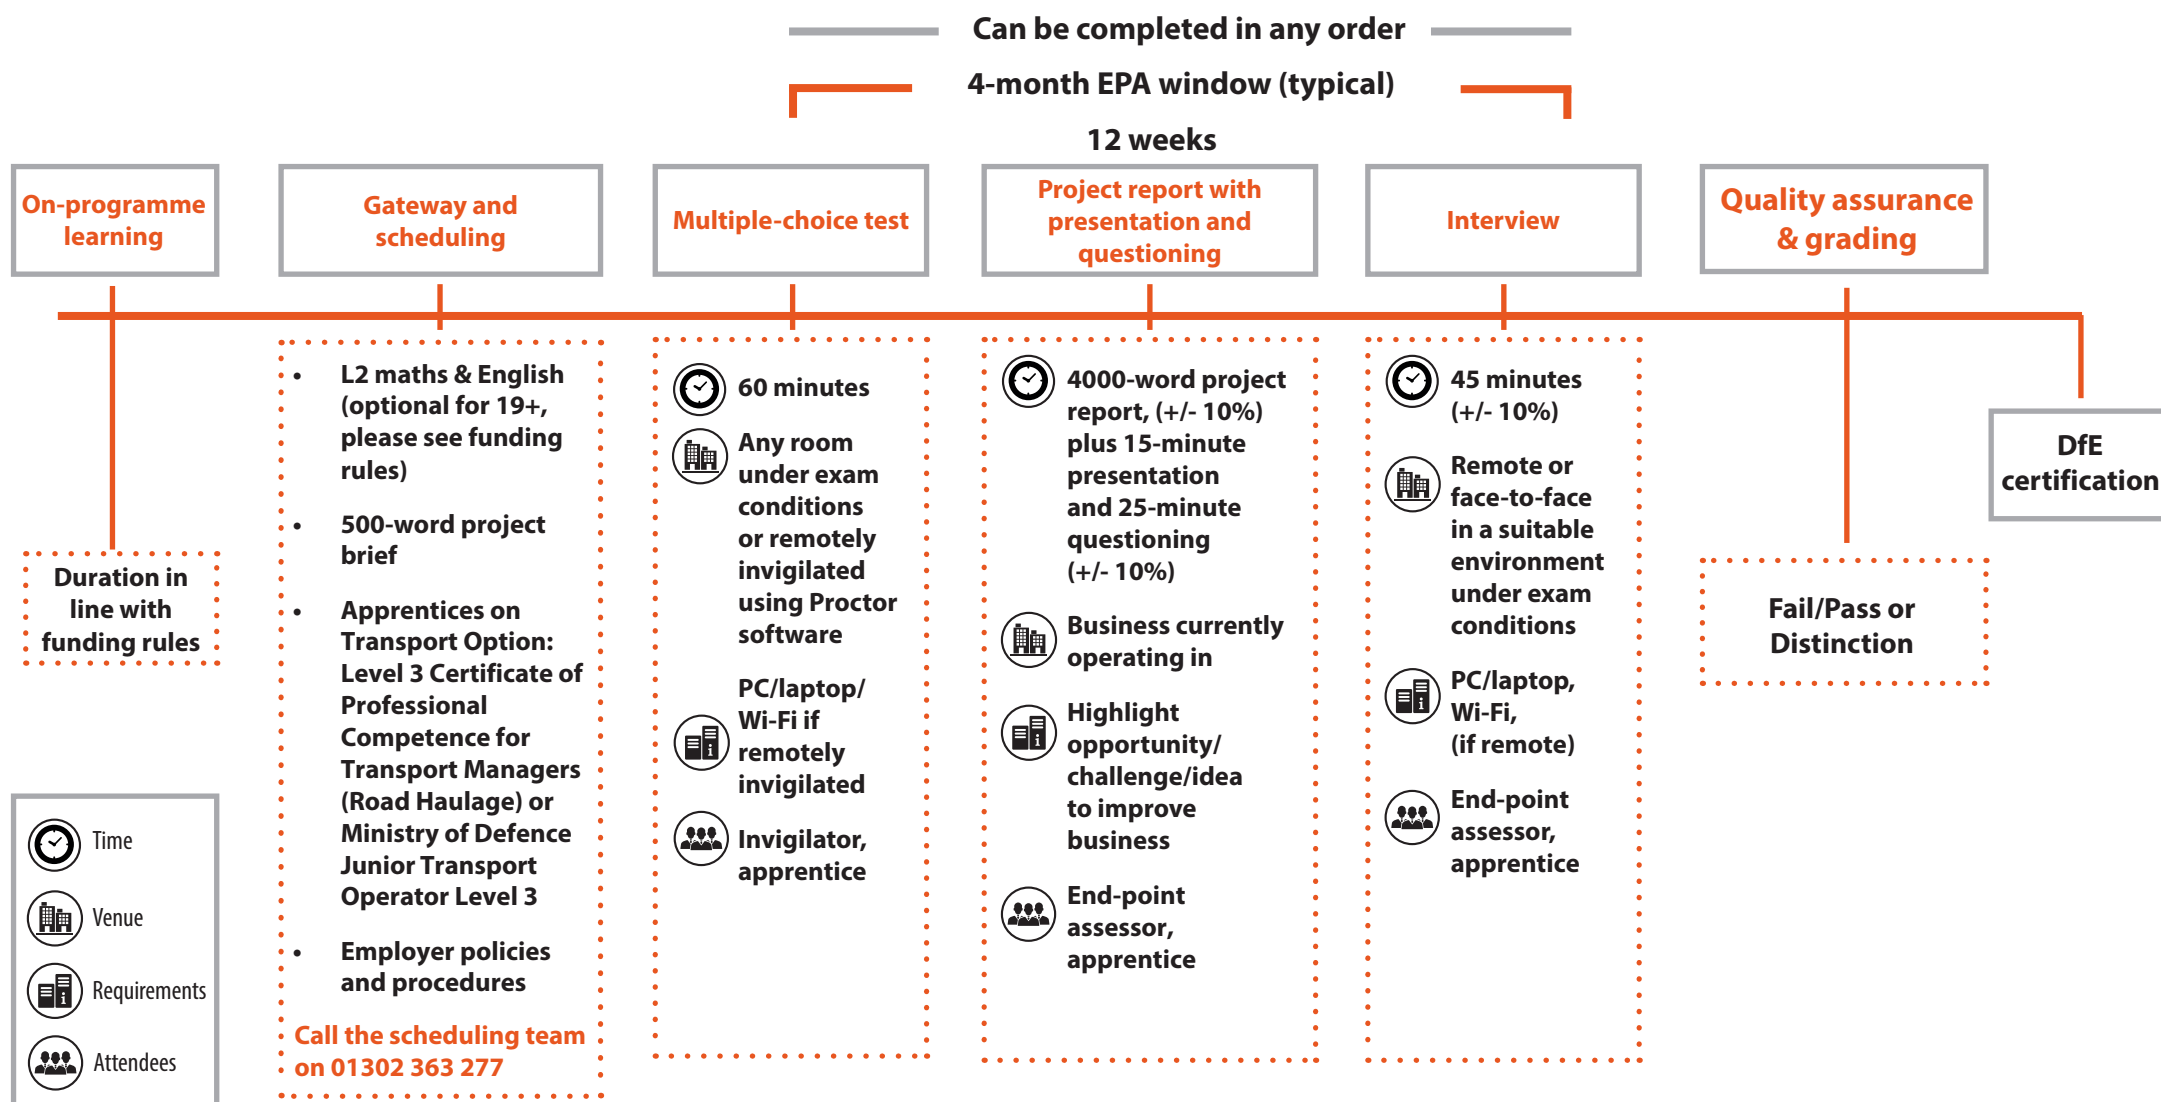 Can be completed in any order
4-month EPA window (typical)
12 weeks
On-programme
learning
Gateway and
scheduling
Multiple-choice test
Project report with
presentation and
questioning
Interview
Quality assurance
& grading
Duration in
line with
funding rules
• L2 maths & English
(optional for 19+,
please see funding
rules)
• 500-word project
brief
• Apprentices on
Transport Option:
Level 3 Certificate of
Professional
Competence for
Transport Managers
(Road Haulage) or
Ministry of Defence
Junior Transport
Operator Level 3
• Employer policies
and procedures
Call the scheduling team
on 01302 363 277
60 minutes
Any room
under exam
conditions
or remotely
invigilated
using Proctor
software
PC/laptop/
Wi-Fi if
remotely
invigilated
Invigilator,
apprentice
4000-word project
report, (+/- 10%)
plus 15-minute
presentation
and 25-minute
questioning
(+/- 10%)
Business currently
operating in
Highlight
opportunity/
challenge/idea
to improve
business
End-point
assessor,
apprentice
45 minutes
(+/- 10%)
Remote or
face-to-face
in a suitable
environment
under exam
conditions
PC/laptop,
Wi-Fi,
(if remote)
End-point
assessor,
apprentice
Fail/Pass or
Distinction
DfE
certification
Time
Venue
Requirements
Attendees